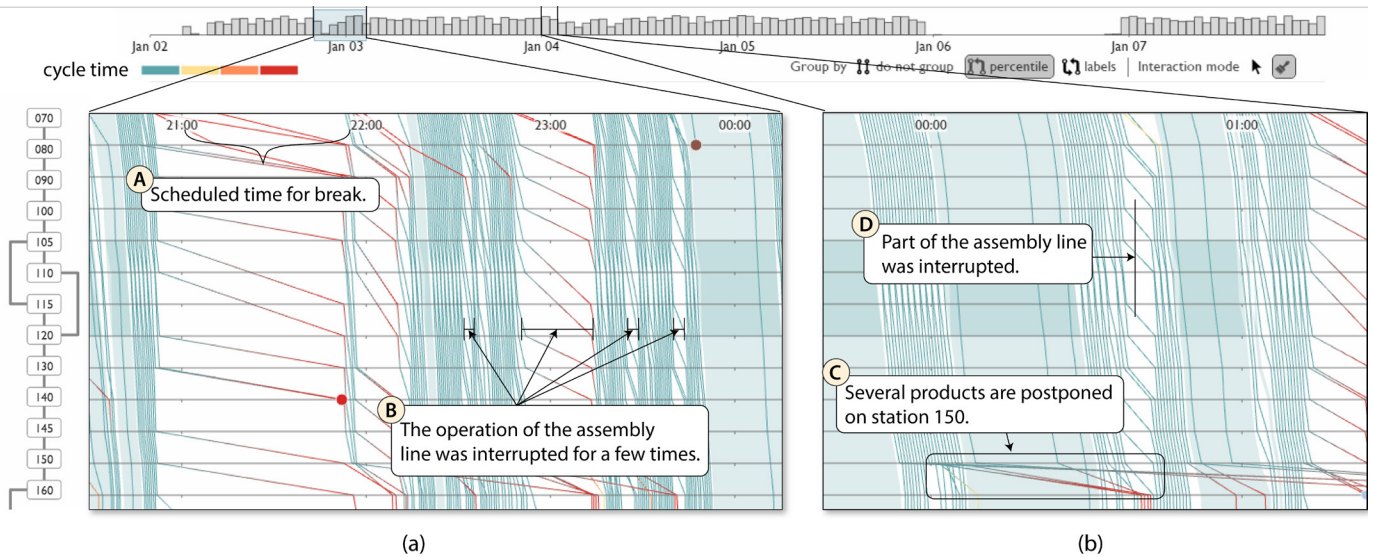 Jan 02
Jan 03
Jan 04
Jan 05
Jan 06
Jan 07
cycle time
Group by do not group percentile labels Interaction mode
070
080
090
100
105
110
115
120
130
140
145
150
160
21:00
22:00
23:00
00:00
A
Scheduled time for break.
B
The operation of the assembly
line was interrupted for a few times.
(a)
00:00
01:00
D
Part of the assembly line
was interrupted.
C
Several products are postponed
on station 150.
(b)